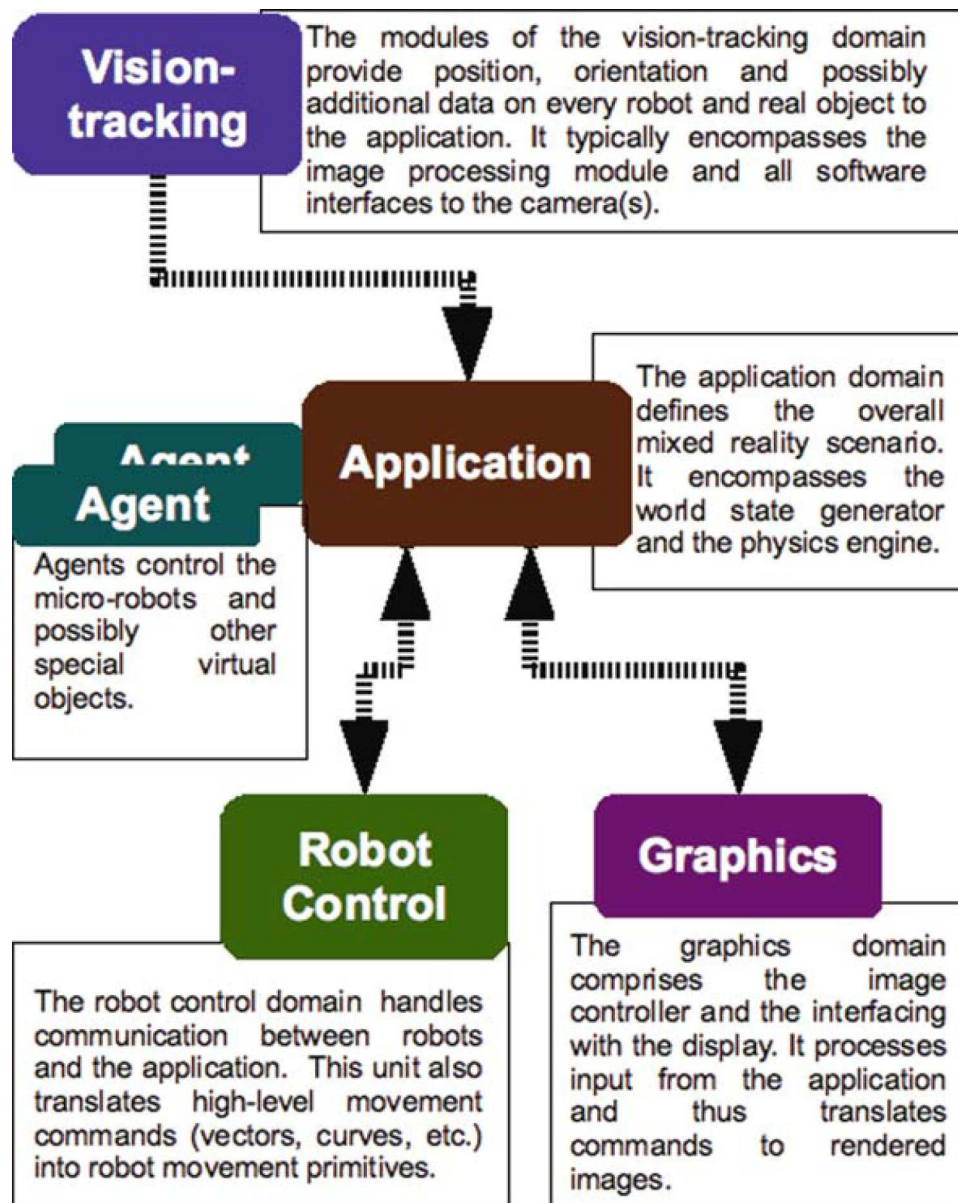 Vision-
tracking
The modules of the vision-tracking domain
provide position, orientation and possibly
additional data on every robot and real object to
the application. It typically encompasses the
image processing module and all software
interfaces to the camera(s).
Application
The application domain
defines the overall
mixed reality scenario.
It encompasses the
world state generator
and the physics engine.
Agent
Agent
Agents control the
micro-robots and
possibly other
special virtual
objects.
Robot
Control
The robot control domain handles
communication between robots
and the application. This unit also
translates high-level movement
commands (vectors, curves, etc.)
into robot movement primitives.
Graphics
The graphics domain
comprises the image
controller and the interfacing
with the display. It processes
input from the application
and thus translates
commands to rendered
images.